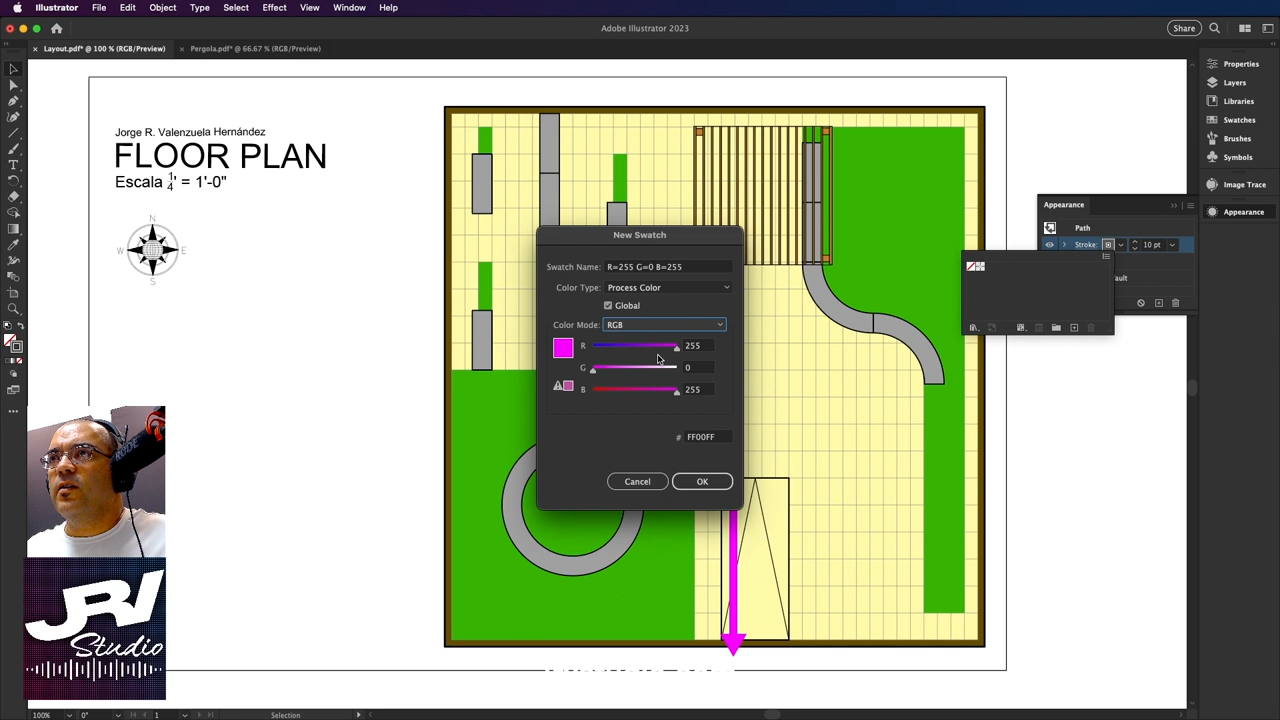 Illustrator File Edit Object Type Select Effect View Window Help
Adobe Illustrator 2023
Share
Layout.pdf* @ 100 % (RGB/Preview)
Pergola.pdf* @ 66.67 % (RGB/Preview)
Properties
Layers
Libraries
Swatches
Brushes
Symbols
Image Trace
Appearance
Jorge R. Valenzuela Hernández
FLOOR PLAN
Escala 1/4' = 1'-0"
N
W E
S
Appearance
Path
Stroke: 10 pt
New Swatch
Swatch Name: R=255 G=0 B=255
Color Type: Process Color
Global
Color Mode: RGB
R 255
G 0
B 255
# FF00FF
Cancel OK
RODE
JRV
Studio
100% 0° 1 Selection